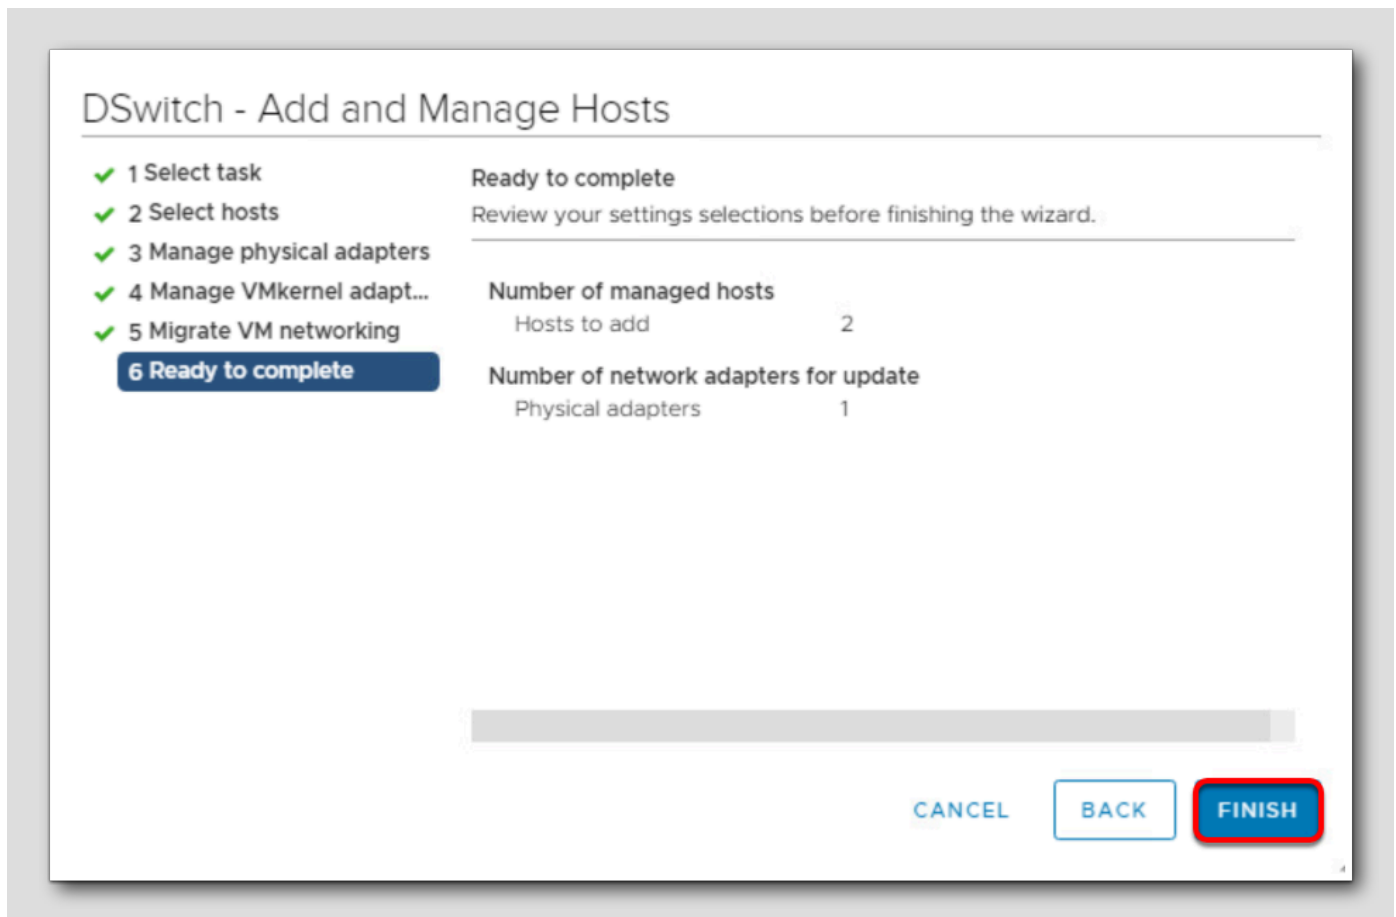 DSwitch - Add and Manage Hosts
1 Select task
2 Select hosts
3 Manage physical adapters
4 Manage VMkernel adapt...
5 Migrate VM networking
6 Ready to complete
Ready to complete
Review your settings selections before finishing the wizard.
Number of managed hosts
Hosts to add 2
Number of network adapters for update
Physical adapters 1
CANCEL BACK FINISH